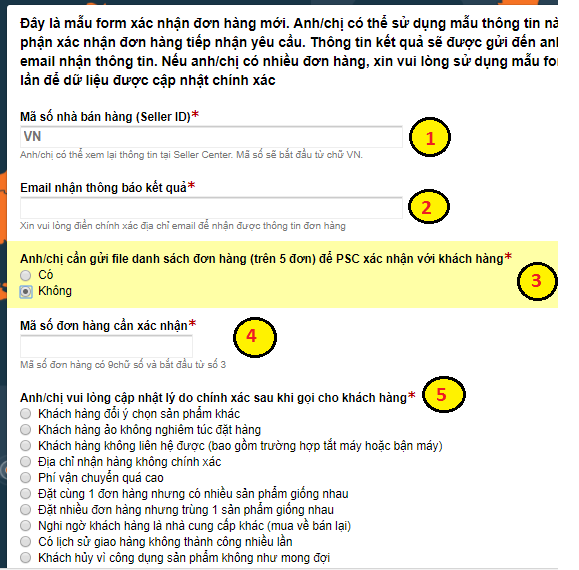 Đây là mẫu form xác nhận đơn hàng mới. Anh/chị có thể sử dụng mẫu thông tin nà
phận xác nhận đơn hàng tiếp nhận yêu cầu. Thông tin kết quả sẽ được gửi đến anl
email nhận thông tin. Nếu anh/chị có nhiều đơn hàng, xin vui lòng sử dụng mẫu for
lần để dữ liệu được cập nhật chính xác
Mã số nhà bán hàng (Seller ID)*
VN
1
Anh/chị có thể xem lại thông tin tại Seller Center. Mã số sẽ bắt đầu từ chữ VN.
Email nhận thông báo kết quả*
2
Xin vui lòng điền chính xác địa chỉ email để nhận được thông tin đơn hàng
Anh/chị cần gửi file danh sách đơn hàng (trên 5 đơn) để PSC xác nhận với khách hàng*
Có
3
Không
Mã số đơn hàng cần xác nhận*
4
Mã số đơn hàng có 9chữ số và bắt đầu từ số 3
Anh/chị vui lòng cập nhật lý do chính xác sau khi gọi cho khách hàng*
5
Khách hàng đổi ý chọn sản phẩm khác
Khách hàng ảo không nghiêm túc đặt hàng
Khách hàng không liên hệ được (bao gồm trường hợp tắt máy hoặc bận máy)
Địa chỉ nhận hàng không chính xác
Phí vận chuyển quá cao
Đặt cùng 1 đơn hàng nhưng có nhiều sản phẩm giống nhau
Đặt nhiều đơn hàng nhưng trùng 1 sản phẩm giống nhau
Nghi ngờ khách hàng là nhà cung cấp khác (mua về bán lại)
Có lịch sử giao hàng không thành công nhiều lần
Khách hủy vì công dụng sản phẩm không như mong đợi